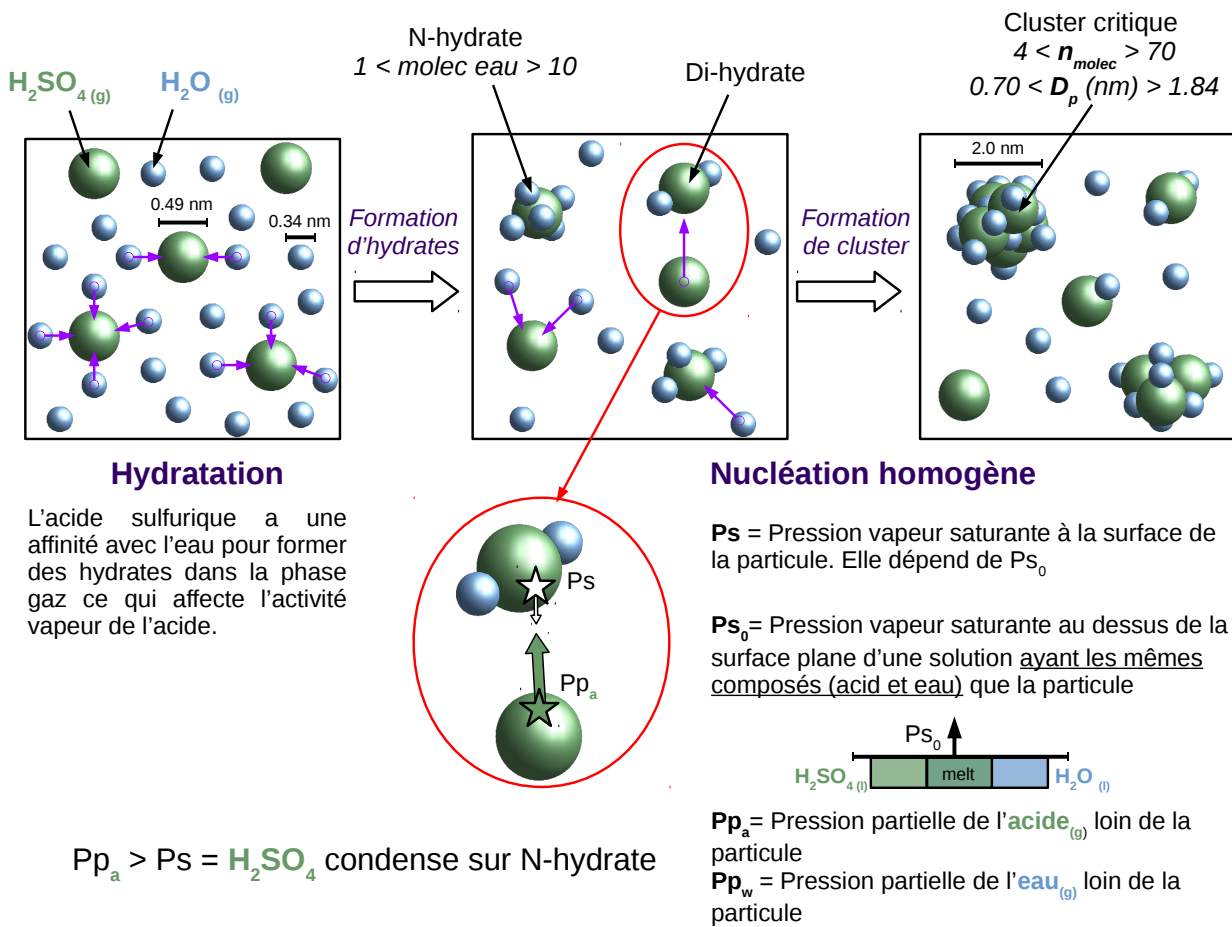 H2SO4 (g)
H2O (g)
N-hydrate
1 < molec eau > 10
Di-hydrate
Cluster critique
4 < nmolec > 70
0.70 < Dp (nm) > 1.84
0.49 nm
0.34 nm
Formation
d'hydrates
Formation
de cluster
2.0 nm
Hydratation
L'acide sulfurique a une
affinité avec l'eau pour former
des hydrates dans la phase
gaz ce qui affecte l'activité
vapeur de l'acide.
Ps
Ppa
Ppa > Ps = H2SO4 condense sur N-hydrate
Nucléation homogène
Ps = Pression vapeur saturante à la surface de
la particule. Elle dépend de Ps0
Ps0= Pression vapeur saturante au dessus de la
surface plane d'une solution ayant les mêmes
composés (acid et eau) que la particule
Ps0
H2SO4 (l)
melt
H2O (l)
Ppa= Pression partielle de l'acide(g) loin de la
particule
Ppw = Pression partielle de l'eau(g) loin de la
particule